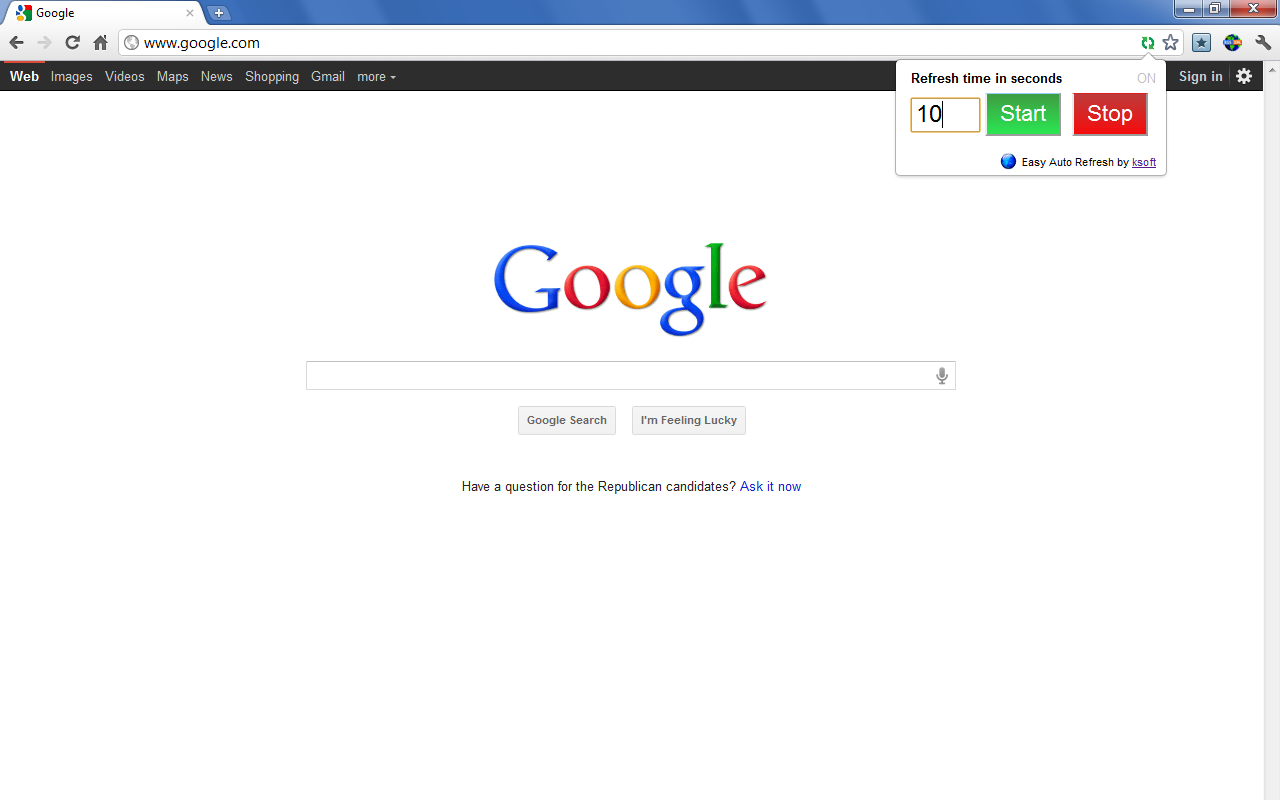 Google
www.google.com
Web Images Videos Maps News Shopping Gmail more Sign in
Refresh time in seconds ON
10 Start Stop
Easy Auto Refresh by ksoft
Google
Google Search I'm Feeling Lucky
Have a question for the Republican candidates? Ask it now